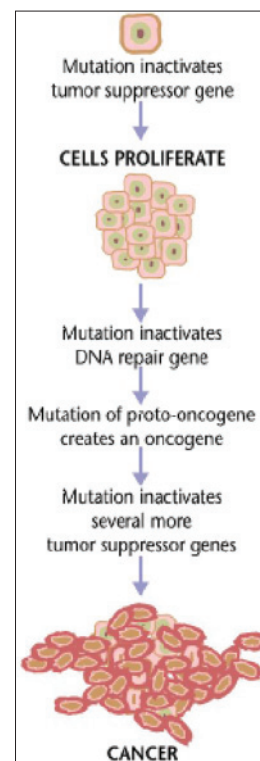 Mutation inactivates
tumor suppressor gene
CELLS PROLIFERATE
Mutation inactivates
DNA repair gene
Mutation of proto-oncogene
creates an oncogene
Mutation inactivates
several more
tumor suppressor genes
CANCER